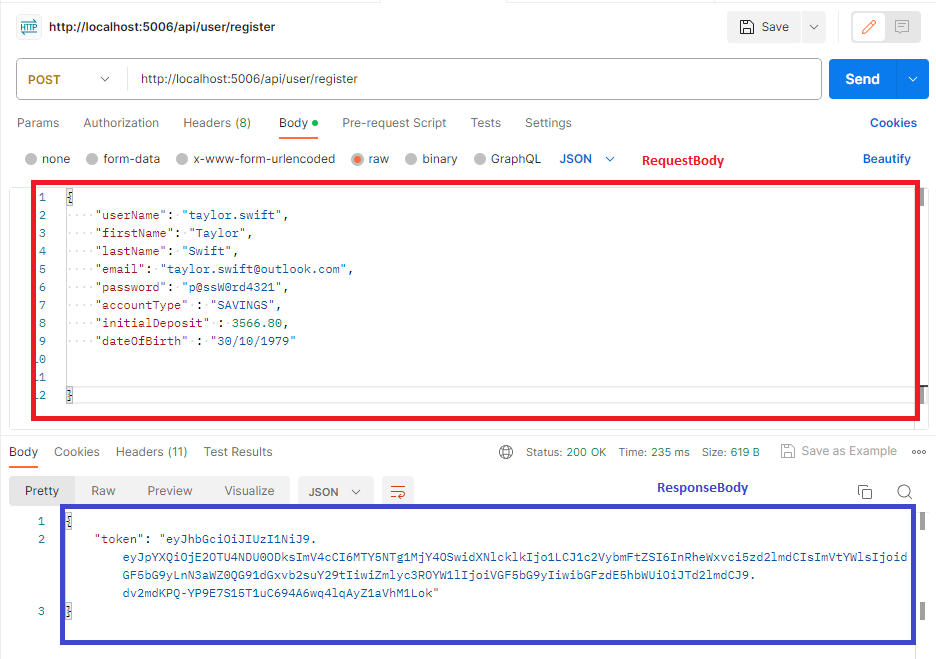 HTTP http://localhost:5006/api/user/register Save
POST http://localhost:5006/api/user/register Send
Params Authorization Headers (8) Body Pre-request Script Tests Settings Cookies
none form-data x-www-form-urlencoded raw binary GraphQL JSON RequestBody Beautify
1 {
2 "userName": "taylor.swift",
3 "firstName": "Taylor",
4 "lastName": "Swift",
5 "email": "taylor.swift@outlook.com",
6 "password": "p@ssW0rd4321",
7 "accountType" : "SAVINGS",
8 "initialDeposit" : 3566.80,
9 "dateOfBirth" : "30/10/1979"
10
11
12 }
Body Cookies Headers (11) Test Results Status: 200 OK Time: 235 ms Size: 619 B Save as Example
Pretty Raw Preview Visualize JSON ResponseBody
1 {
2 "token": "eyJhbGciOiJIUzI1NiJ9.
eyJpYXQiOjE2OTU4NDU0ODksImV4cCI6MTY5NTg1MjY4OSwidXNlcklkIjo1LCJ1c2VybmFtZSI6InRheWxvci5zd2lmdCIsImVtYWlsIjoid
GF5bG9yLnN3aWZ0QG91dGxvb2suY29tIiwiZmlyc3ROYW1lIjoiVGF5bG9yIiwibGFzdE5hbWUiOiJTd2lmdCJ9.
dv2mdKPQ-YP9E7S15T1uC694A6wq4lqAyZ1aVhM1Lok"
3 }